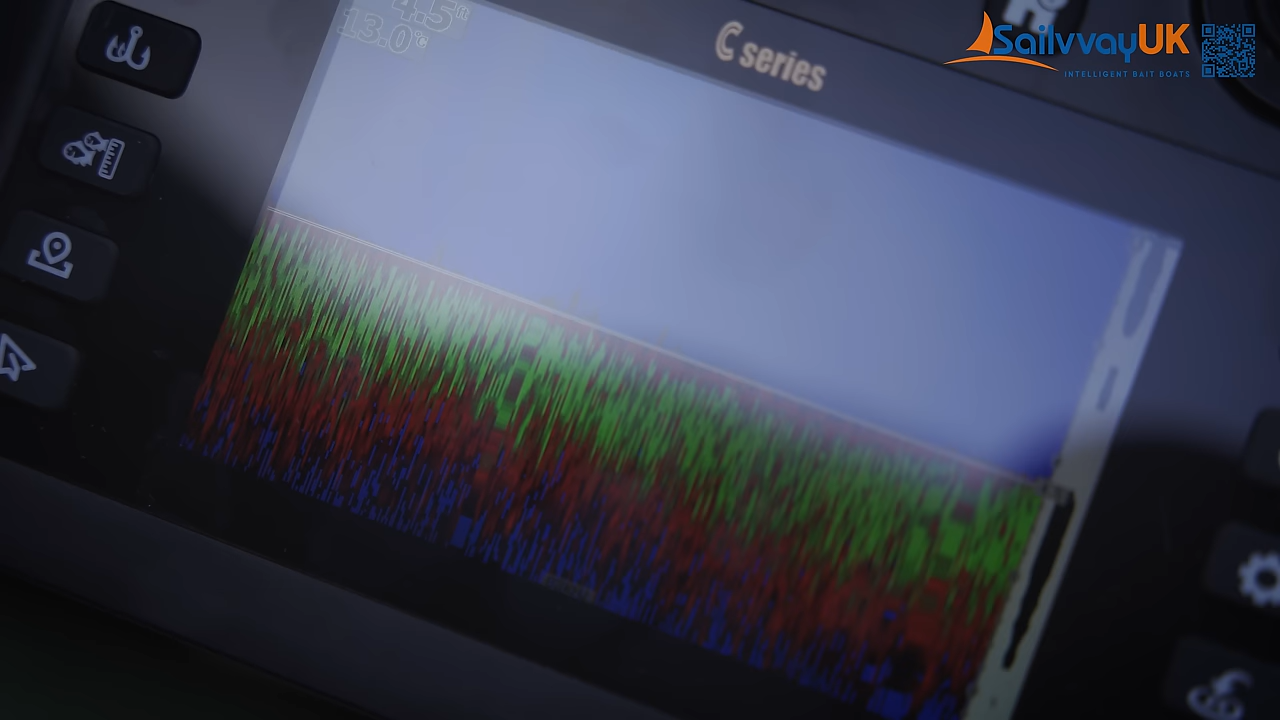 4.5ft
13.0°C
C series
SailvvayUK
INTELLIGENT BAIT BOATS